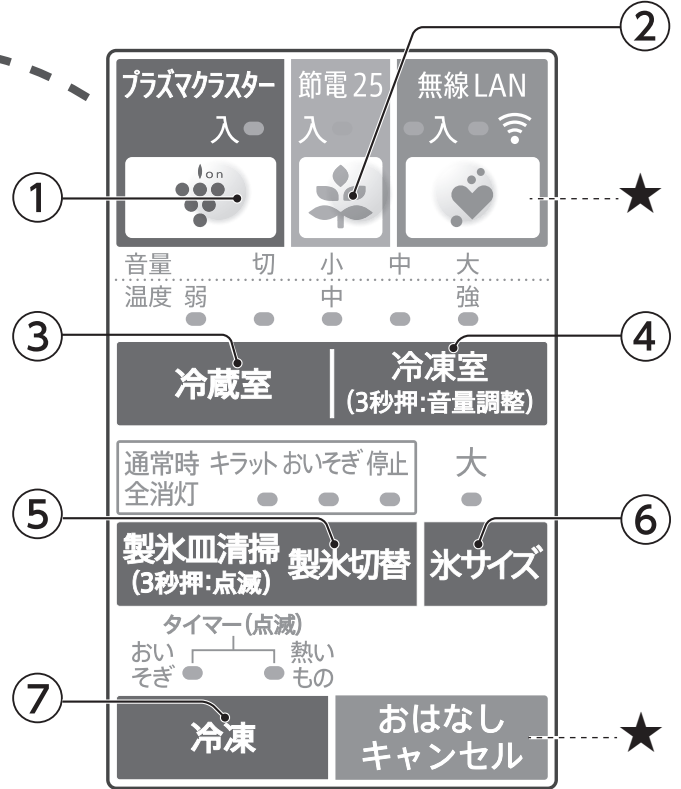 ②
プラズマクラスター 節電25 無線LAN
入 入 入
Ion
① ★
音量 切 小 中 大
温度 弱 中 強
③ ④
冷蔵室 冷凍室
(3秒押:音量調整)
通常時 キラット おいそぎ 停止 大
全消灯
⑤ ⑥
製氷皿清掃 製氷切替 氷サイズ
(3秒押:点滅)
タイマー(点滅)
おい 熱い
そぎ もの
⑦
冷凍 おはなし
キャンセル ★